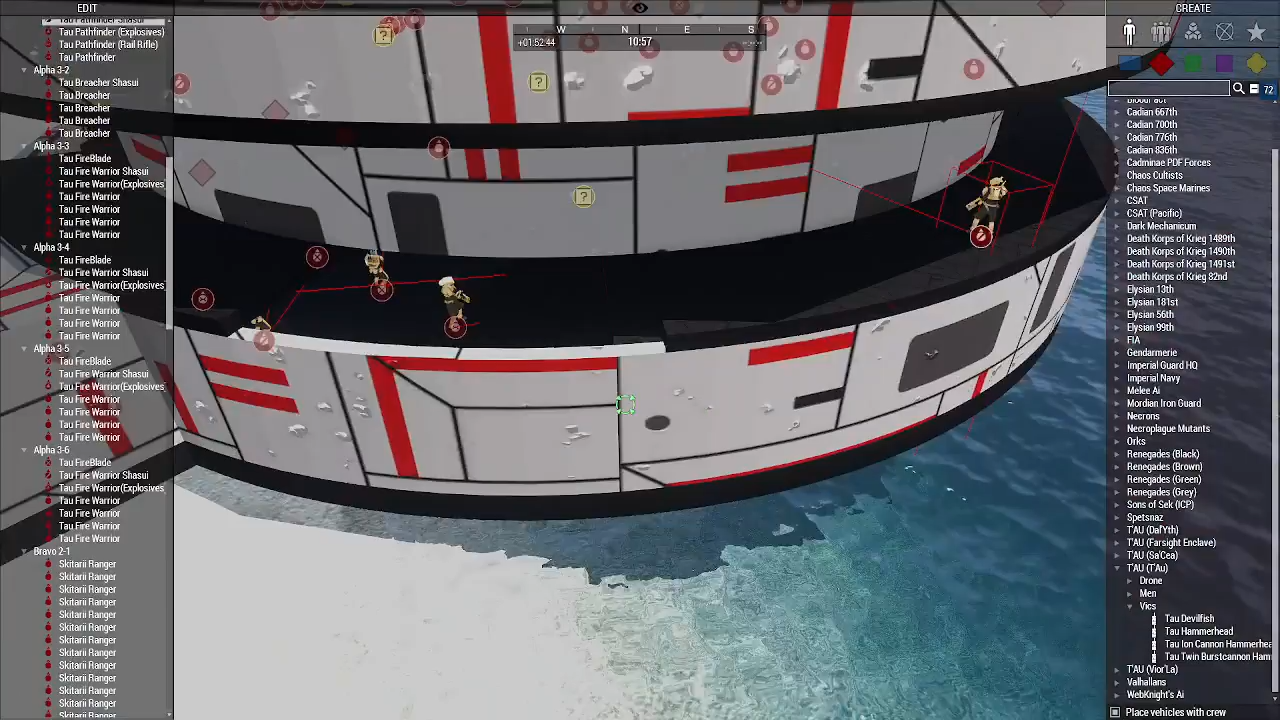 EDIT
Tau Pathfinder Shasui
Tau Pathfinder (Explosives)
Tau Pathfinder (Rail Rifle)
Tau Pathfinder
Alpha 3-2
Tau Breacher Shasui
Tau Breacher
Tau Breacher
Tau Breacher
Tau Breacher
Alpha 3-3
Tau FireBlade
Tau Fire Warrior Shasui
Tau Fire Warrior(Explosives
Tau Fire Warrior
Tau Fire Warrior
Tau Fire Warrior
Tau Fire Warrior
Alpha 3-4
Tau FireBlade
Tau Fire Warrior Shasui
Tau Fire Warrior(Explosives
Tau Fire Warrior
Tau Fire Warrior
Tau Fire Warrior
Tau Fire Warrior
Alpha 3-5
Tau FireBlade
Tau Fire Warrior Shasui
Tau Fire Warrior(Explosives
Tau Fire Warrior
Tau Fire Warrior
Tau Fire Warrior
Tau Fire Warrior
Alpha 3-6
Tau FireBlade
Tau Fire Warrior Shasui
Tau Fire Warrior(Explosives
Tau Fire Warrior
Tau Fire Warrior
Tau Fire Warrior
Tau Fire Warrior
Bravo 2-1
Skitarii Ranger
Skitarii Ranger
Skitarii Ranger
Skitarii Ranger
Skitarii Ranger
Skitarii Ranger
Skitarii Ranger
Skitarii Ranger
Skitarii Ranger
Skitarii Ranger
Skitarii Ranger
Skitarii Ranger
Skitarii Ranger
W N E S
+01:52:44 10:57
?
?
?
CREATE
72
Blood Pact
Cadian 667th
Cadian 700th
Cadian 776th
Cadian 836th
Cadminae PDF Forces
Chaos Cultists
Chaos Space Marines
CSAT
CSAT (Pacific)
Dark Mechanicum
Death Korps of Krieg 1489th
Death Korps of Krieg 1490th
Death Korps of Krieg 1491st
Death Korps of Krieg 82nd
Elysian 13th
Elysian 181st
Elysian 56th
Elysian 99th
FIA
Gendarmerie
Imperial Guard HQ
Imperial Navy
Melee Ai
Mordian Iron Guard
Necrons
Necroplague Mutants
Orks
Renegades (Black)
Renegades (Brown)
Renegades (Green)
Renegades (Grey)
Sons of Sek (ICP)
Spetsnaz
T'AU (Dal'Yth)
T'AU (Farsight Enclave)
T'AU (Sa'Cea)
T'AU (T'Au)
Drone
Men
Vics
Tau Devilfish
Tau Hammerhead
Tau Ion Cannon Hammerhea
Tau Twin Burstcannon Ham
T'AU (Vior'La)
Valhallans
WebKnight's Ai
Place vehicles with crew